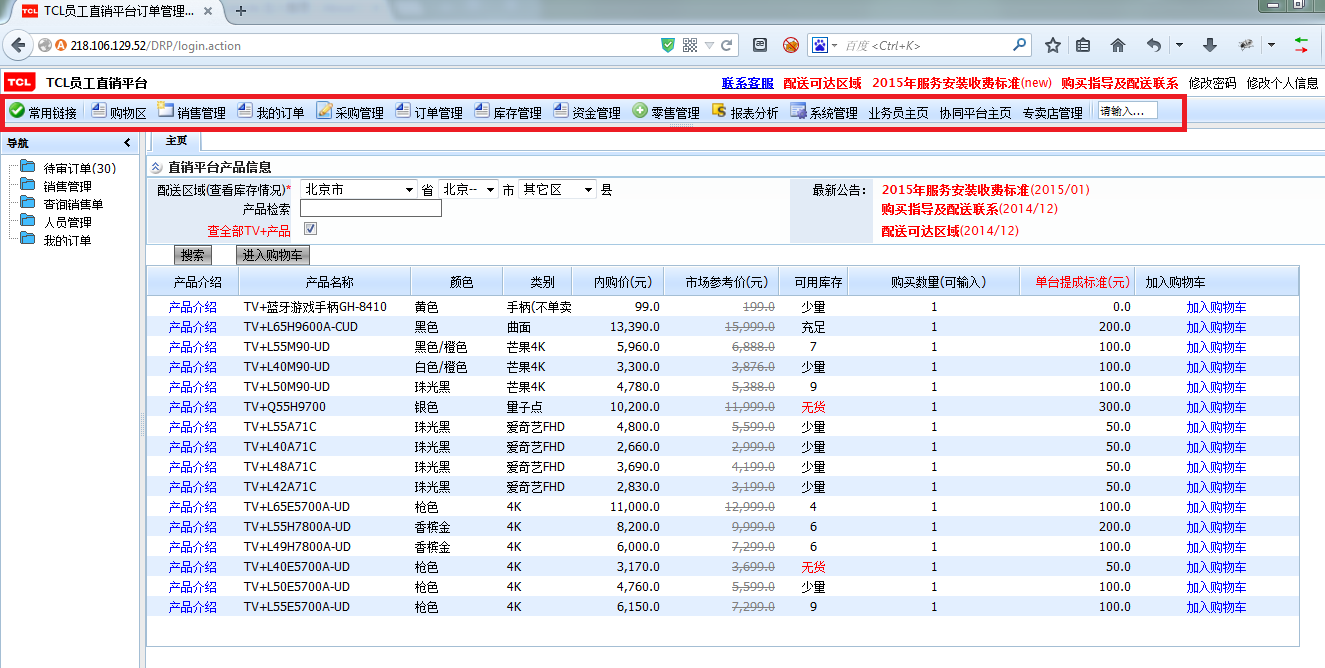 TCL员工直销平台订单管理...
218.106.129.52/DRP/login.action
百度 <Ctrl+K>
TCL TCL员工直销平台 联系客服 配送可达区域 2015年服务安装收费标准(new) 购买指导及配送联系 修改密码 修改个人信息
常用链接 购物区 销售管理 我的订单 采购管理 订单管理 库存管理 资金管理 零售管理 报表分析 系统管理 业务员主页 协同平台主页 专卖店管理 请输入...
导航
待审订单(30)
销售管理
查询销售单
人员管理
我的订单
主页
直销平台产品信息
配送区域(查看库存情况)* 北京市 省 北京-- 市 其它区 县
产品检索
查全部TV+产品
最新公告： 2015年服务安装收费标准(2015/01)
购买指导及配送联系(2014/12)
配送可达区域(2014/12)
搜索 进入购物车
产品介绍 产品名称 颜色 类别 内购价(元) 市场参考价(元) 可用库存 购买数量(可输入) 单台提成标准(元) 加入购物车
产品介绍 TV+蓝牙游戏手柄GH-8410 黄色 手柄(不单卖 99.0 199.0 少量 1 0.0 加入购物车
产品介绍 TV+L65H9600A-CUD 黑色 曲面 13,390.0 15,999.0 充足 1 200.0 加入购物车
产品介绍 TV+L55M90-UD 黑色/橙色 芒果4K 5,960.0 6,888.0 7 1 100.0 加入购物车
产品介绍 TV+L40M90-UD 白色/橙色 芒果4K 3,300.0 3,876.0 少量 1 100.0 加入购物车
产品介绍 TV+L50M90-UD 珠光黑 芒果4K 4,780.0 5,388.0 9 1 100.0 加入购物车
产品介绍 TV+Q55H9700 银色 量子点 10,200.0 11,999.0 无货 1 300.0 加入购物车
产品介绍 TV+L55A71C 珠光黑 爱奇艺FHD 4,800.0 5,599.0 少量 1 50.0 加入购物车
产品介绍 TV+L40A71C 珠光黑 爱奇艺FHD 2,660.0 2,999.0 少量 1 50.0 加入购物车
产品介绍 TV+L48A71C 珠光黑 爱奇艺FHD 3,690.0 4,199.0 少量 1 50.0 加入购物车
产品介绍 TV+L42A71C 珠光黑 爱奇艺FHD 2,830.0 3,199.0 少量 1 50.0 加入购物车
产品介绍 TV+L65E5700A-UD 枪色 4K 11,000.0 12,999.0 4 1 100.0 加入购物车
产品介绍 TV+L55H7800A-UD 香槟金 4K 8,200.0 9,999.0 6 1 200.0 加入购物车
产品介绍 TV+L49H7800A-UD 香槟金 4K 6,000.0 7,299.0 6 1 100.0 加入购物车
产品介绍 TV+L40E5700A-UD 枪色 4K 3,170.0 3,699.0 无货 1 50.0 加入购物车
产品介绍 TV+L50E5700A-UD 枪色 4K 4,760.0 5,599.0 少量 1 100.0 加入购物车
产品介绍 TV+L55E5700A-UD 枪色 4K 6,150.0 7,299.0 9 1 100.0 加入购物车